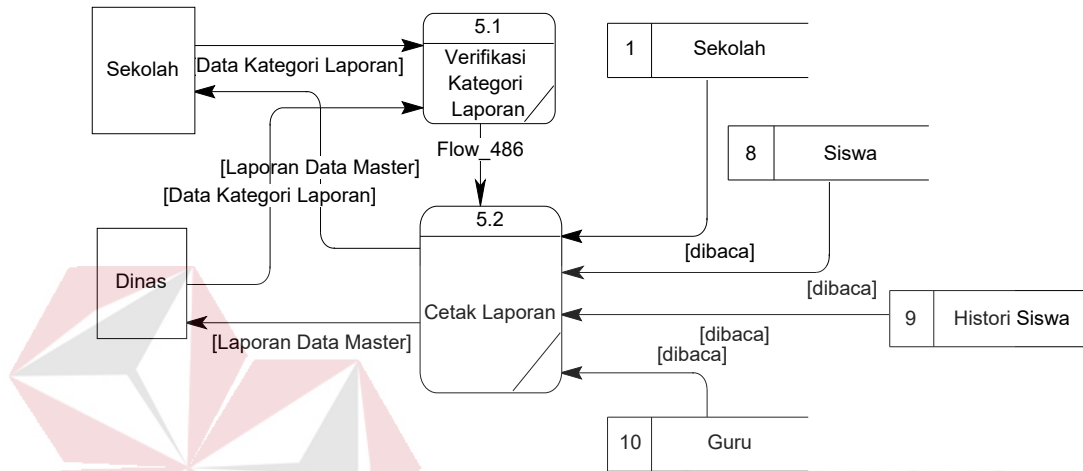 5.1
1 Sekolah
Sekolah
[Data Kategori Laporan]
Verifikasi
Kategori
Laporan
Flow_486
8 Siswa
[Laporan Data Master]
[Data Kategori Laporan]
5.2
[dibaca]
Dinas
[dibaca]
Cetak Laporan
9 Histori Siswa
[dibaca]
[Laporan Data Master]
[dibaca]
10 Guru